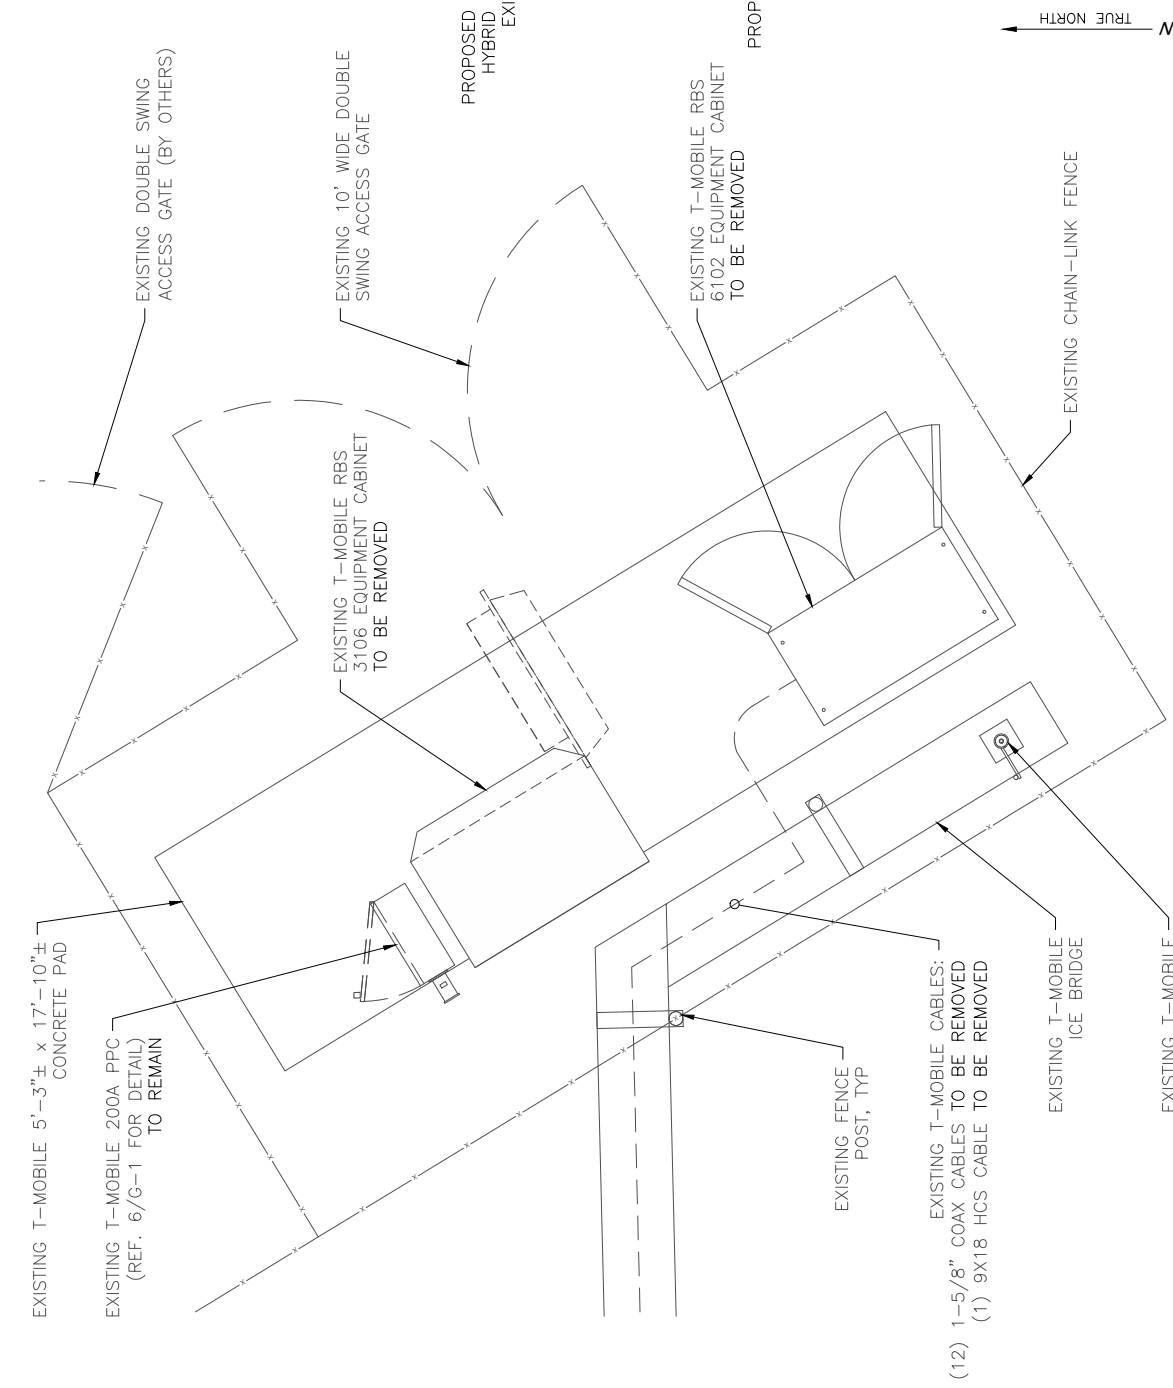 EXISTING T-MOBILE 5'-3"± x 17'-10"±
CONCRETE PAD
EXISTING T-MOBILE 200A PPC
(REF. 6/G-1 FOR DETAIL)
TO REMAIN
EXISTING DOUBLE SWING
ACCESS GATE (BY OTHERS)
EXISTING 10' WIDE DOUBLE
SWING ACCESS GATE
EXISTING T-MOBILE RBS
3106 EQUIPMENT CABINET
TO BE REMOVED
PROPOSED
HYBRID
EXI
EXISTING T-MOBILE RBS
6102 EQUIPMENT CABINET
TO BE REMOVED
PROP
EXISTING CHAIN-LINK FENCE
TRUE NORTH
N
EXISTING FENCE
POST, TYP
EXISTING T-MOBILE CABLES:
(12) 1-5/8" COAX CABLES TO BE REMOVED
(1) 9X18 HCS CABLE TO BE REMOVED
EXISTING T-MOBILE
ICE BRIDGE
EXISTING T-MOBILE